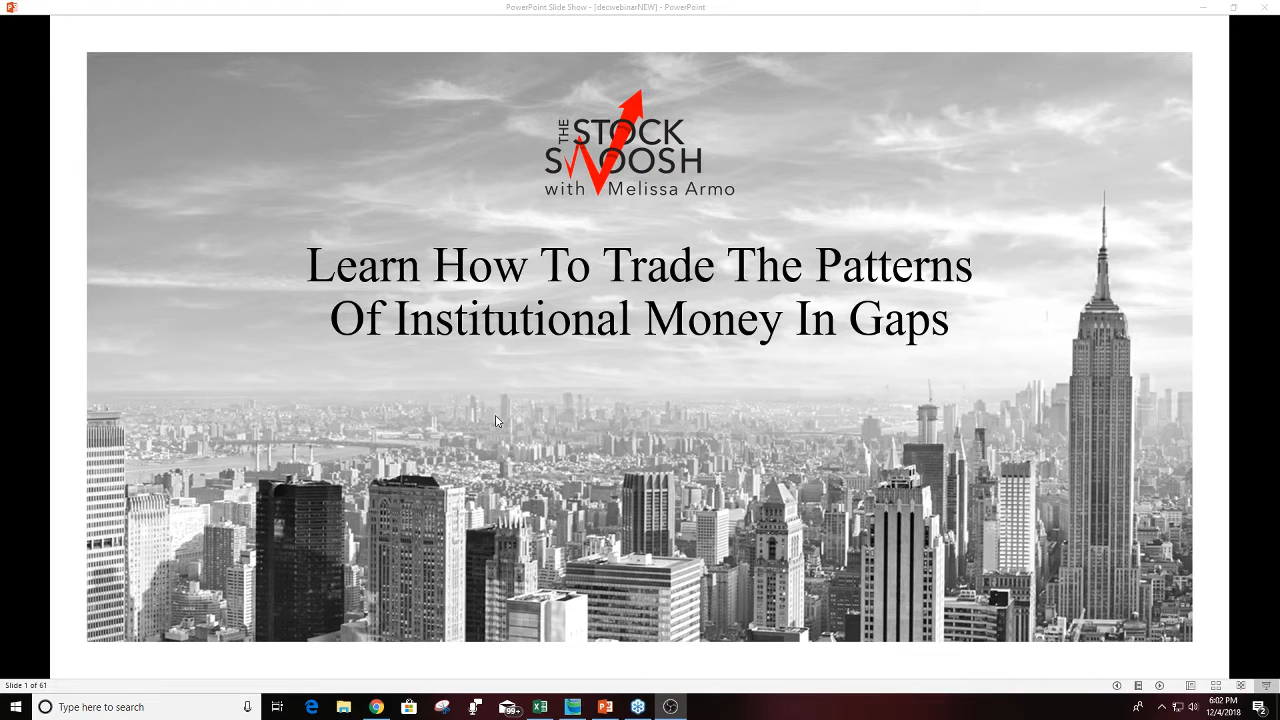 PowerPoint Slide Show - [decwebinarNEW] - PowerPoint
THE STOCK
SWOOSH
with Melissa Armo
Learn How To Trade The Patterns
Of Institutional Money In Gaps
Slide 1 of 61
Type here to search
6:02 PM
12/4/2018